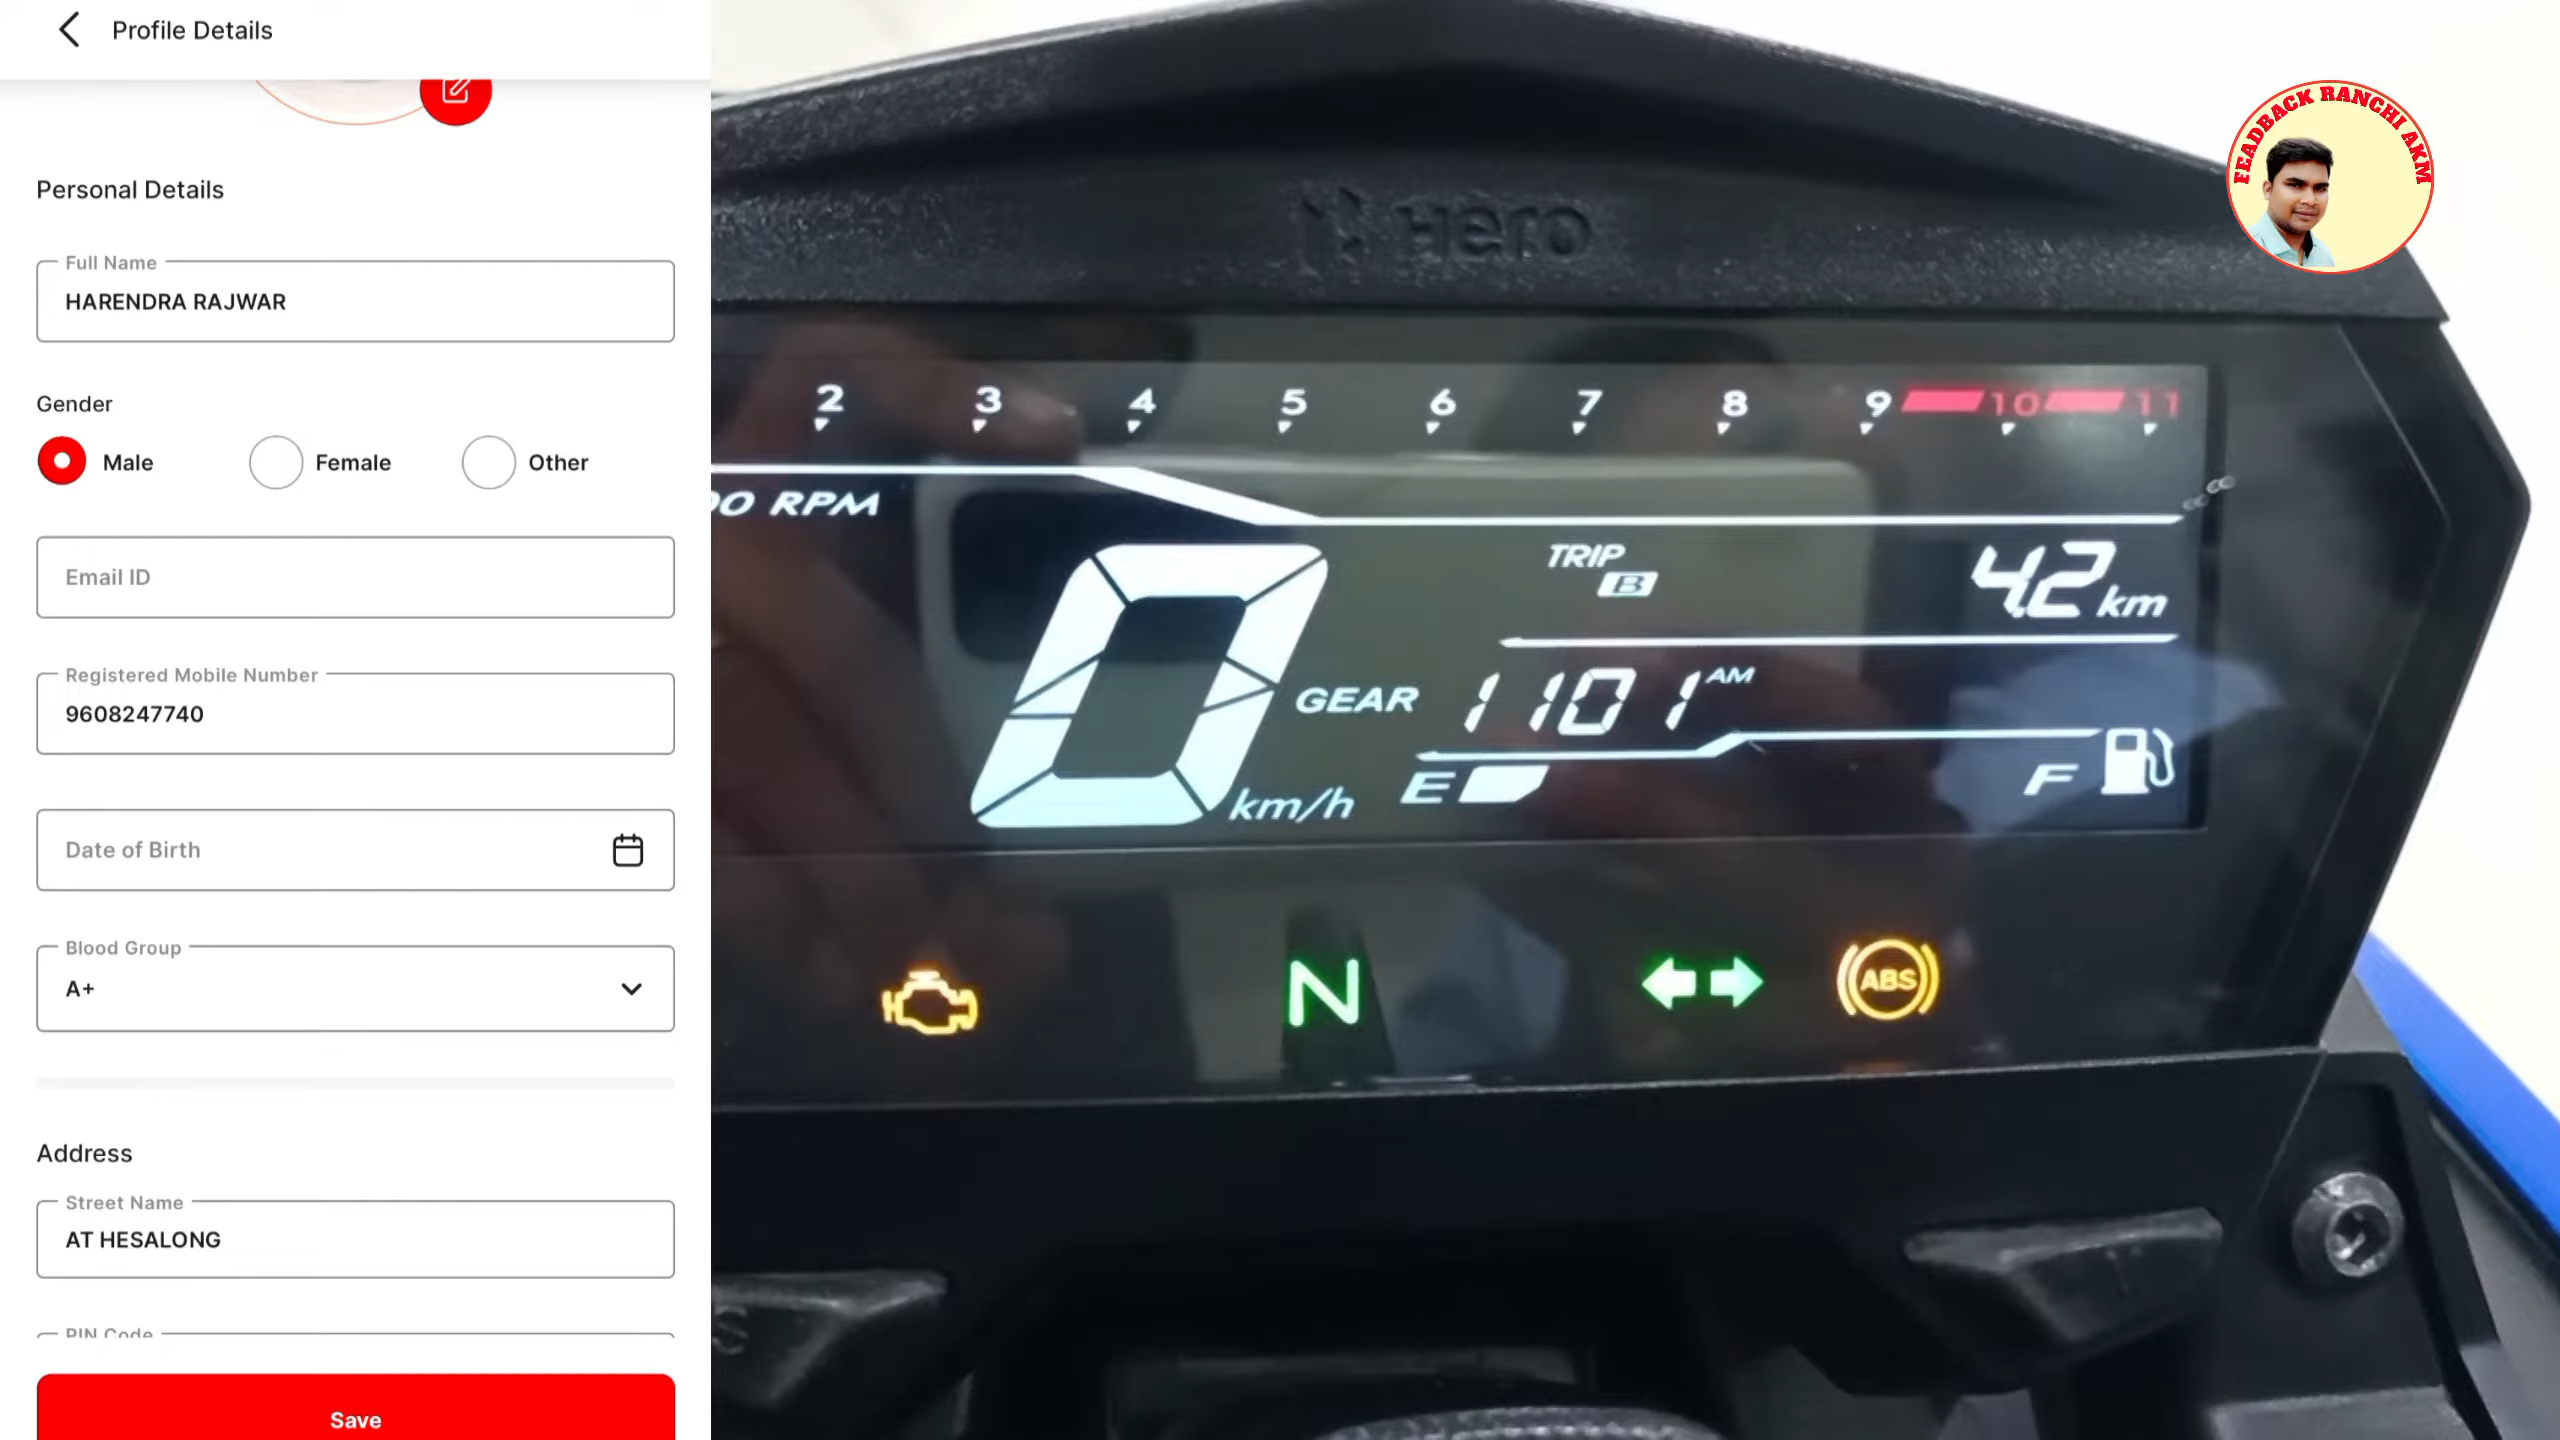 Profile Details
Personal Details
Full Name
HARENDRA RAJWAR
Gender
Male
Female
Other
Email ID
Registered Mobile Number
9608247740
Date of Birth
Blood Group
A+
Address
Street Name
AT HESALONG
PIN Code
Save
FEADBACK RANCHI AKM
Hero
2 3 4 5 6 7 8 9 10 11
RPM
TRIP
B
4.2 km
0 km/h
GEAR
1101 AM
E
F
N
ABS